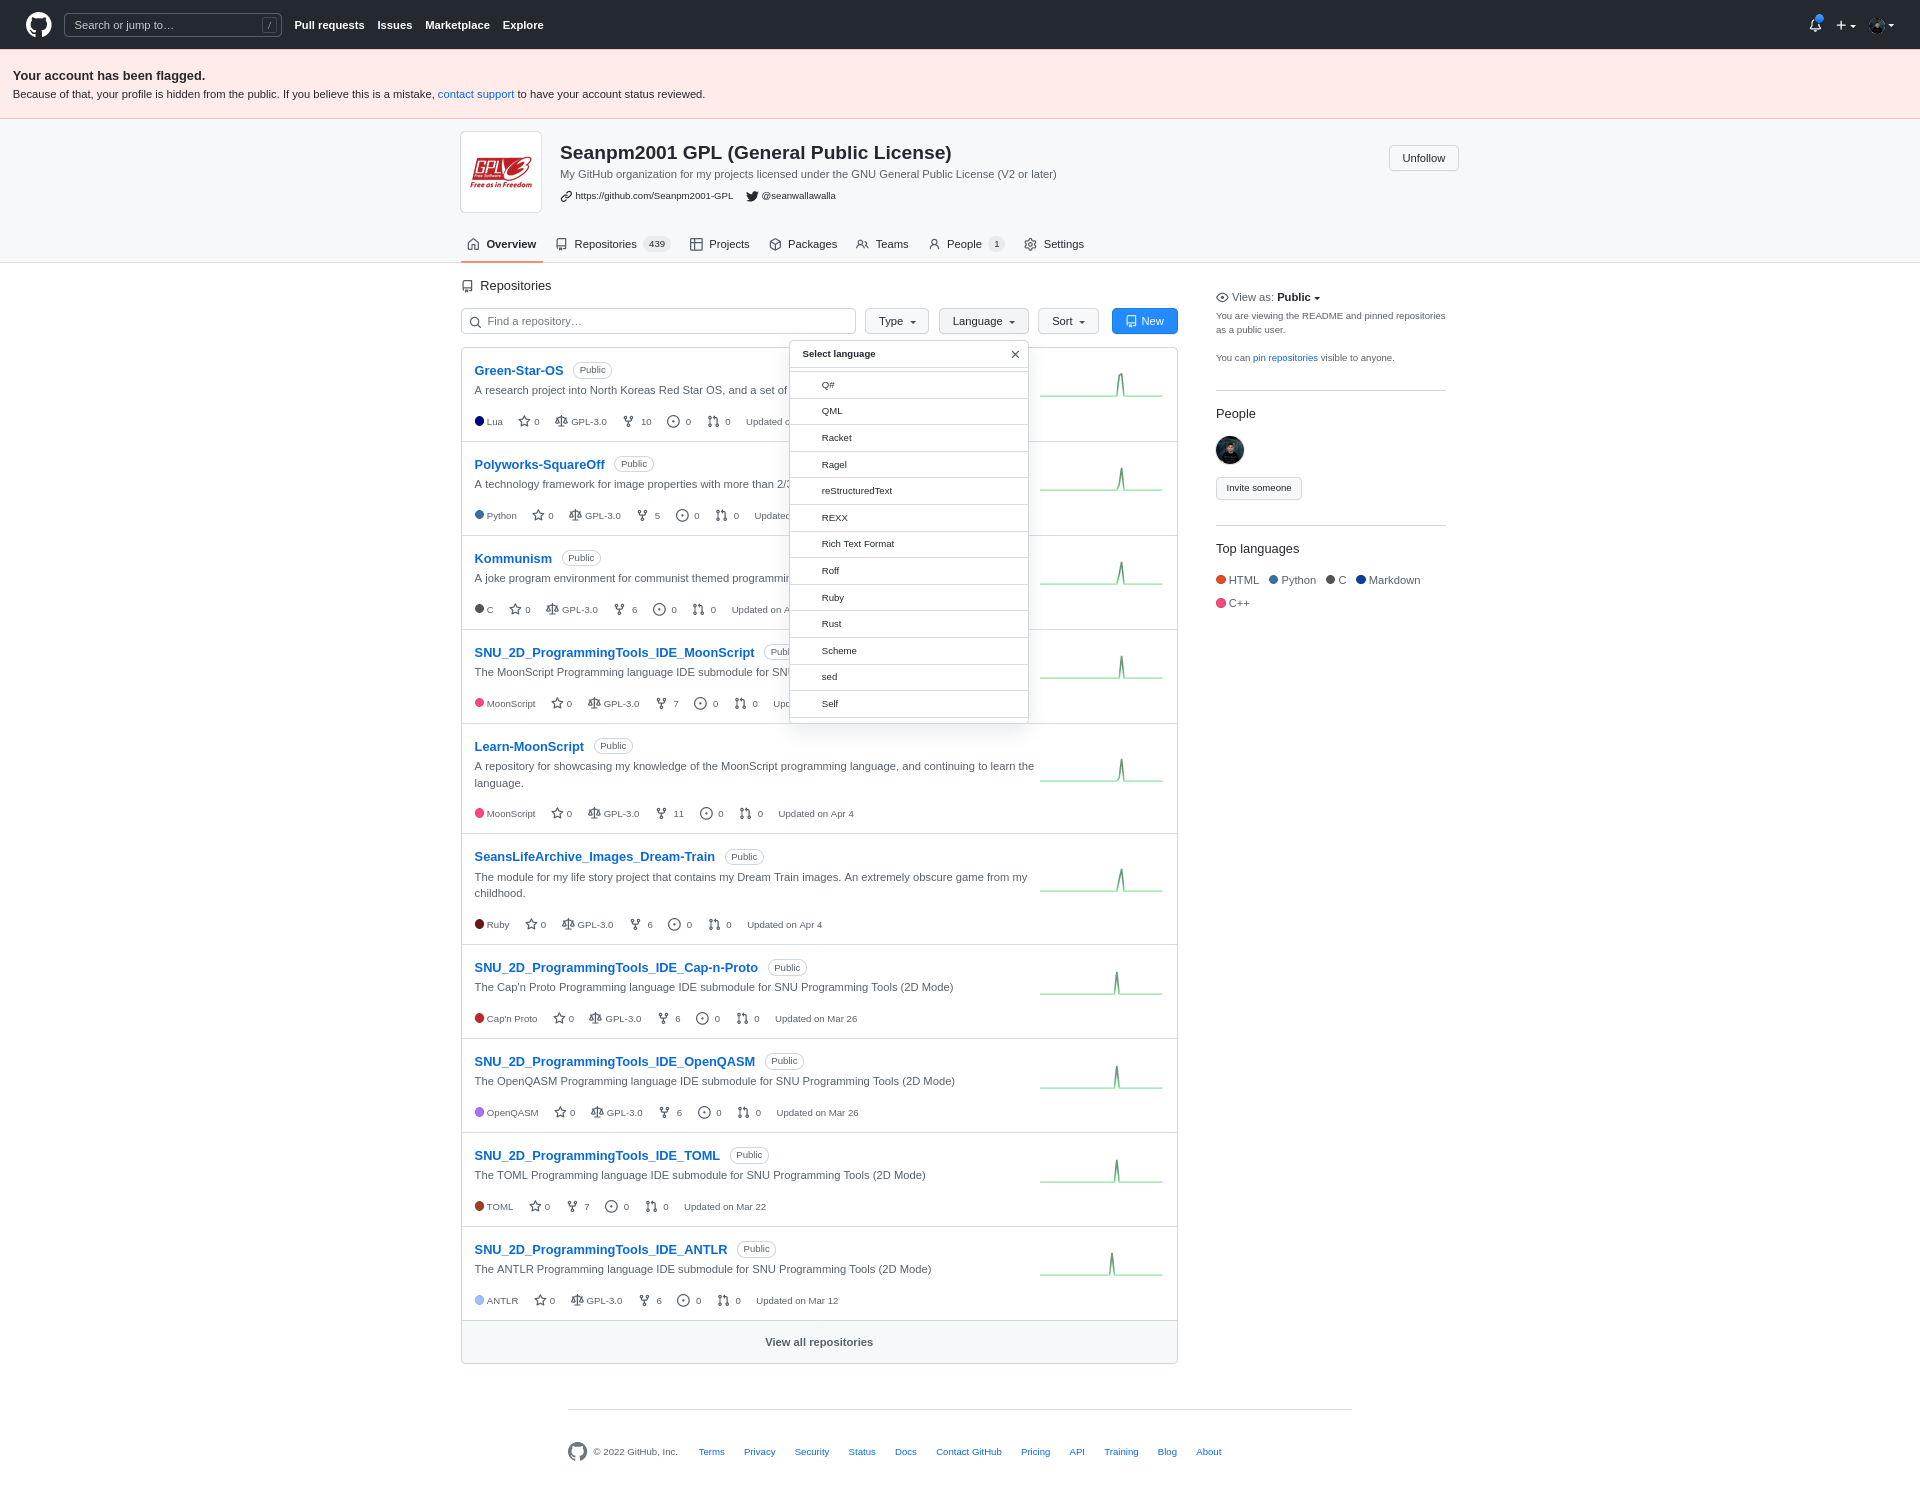 Search or jump to…
/
Pull requests
Issues
Marketplace
Explore
Your account has been flagged.
Because of that, your profile is hidden from the public. If you believe this is a mistake, contact support to have your account status reviewed.
GPL 3
Free Software
Free as in Freedom
Seanpm2001 GPL (General Public License)
My GitHub organization for my projects licensed under the GNU General Public License (V2 or later)
https://github.com/Seanpm2001-GPL @seanwallawalla
Unfollow
Overview
Repositories 439
Projects
Packages
Teams
People 1
Settings
Repositories
Find a repository…
Type
Language
Sort
New
Select language
Q#
QML
Racket
Ragel
reStructuredText
REXX
Rich Text Format
Roff
Ruby
Rust
Scheme
sed
Self
Green-Star-OS Public
A research project into North Koreas Red Star OS, and a set of
Lua 0 GPL-3.0 10 0 0 Updated
Polyworks-SquareOff Public
A technology framework for image properties with more than 2/3
Python 0 GPL-3.0 5 0 0 Updated
Kommunism Public
A joke program environment for communist themed programmin
C 0 GPL-3.0 6 0 0 Updated on A
SNU_2D_ProgrammingTools_IDE_MoonScript Publ
The MoonScript Programming language IDE submodule for SNU
MoonScript 0 GPL-3.0 7 0 0 Upd
Learn-MoonScript Public
A repository for showcasing my knowledge of the MoonScript programming language, and continuing to learn the
language.
MoonScript 0 GPL-3.0 11 0 0 Updated on Apr 4
SeansLifeArchive_Images_Dream-Train Public
The module for my life story project that contains my Dream Train images. An extremely obscure game from my
childhood.
Ruby 0 GPL-3.0 6 0 0 Updated on Apr 4
SNU_2D_ProgrammingTools_IDE_Cap-n-Proto Public
The Cap'n Proto Programming language IDE submodule for SNU Programming Tools (2D Mode)
Cap'n Proto 0 GPL-3.0 6 0 0 Updated on Mar 26
SNU_2D_ProgrammingTools_IDE_OpenQASM Public
The OpenQASM Programming language IDE submodule for SNU Programming Tools (2D Mode)
OpenQASM 0 GPL-3.0 6 0 0 Updated on Mar 26
SNU_2D_ProgrammingTools_IDE_TOML Public
The TOML Programming language IDE submodule for SNU Programming Tools (2D Mode)
TOML 0 7 0 0 Updated on Mar 22
SNU_2D_ProgrammingTools_IDE_ANTLR Public
The ANTLR Programming language IDE submodule for SNU Programming Tools (2D Mode)
ANTLR 0 GPL-3.0 6 0 0 Updated on Mar 12
View all repositories
View as: Public
You are viewing the README and pinned repositories
as a public user.
You can pin repositories visible to anyone.
People
Invite someone
Top languages
HTML Python C Markdown
C++
© 2022 GitHub, Inc.
Terms
Privacy
Security
Status
Docs
Contact GitHub
Pricing
API
Training
Blog
About